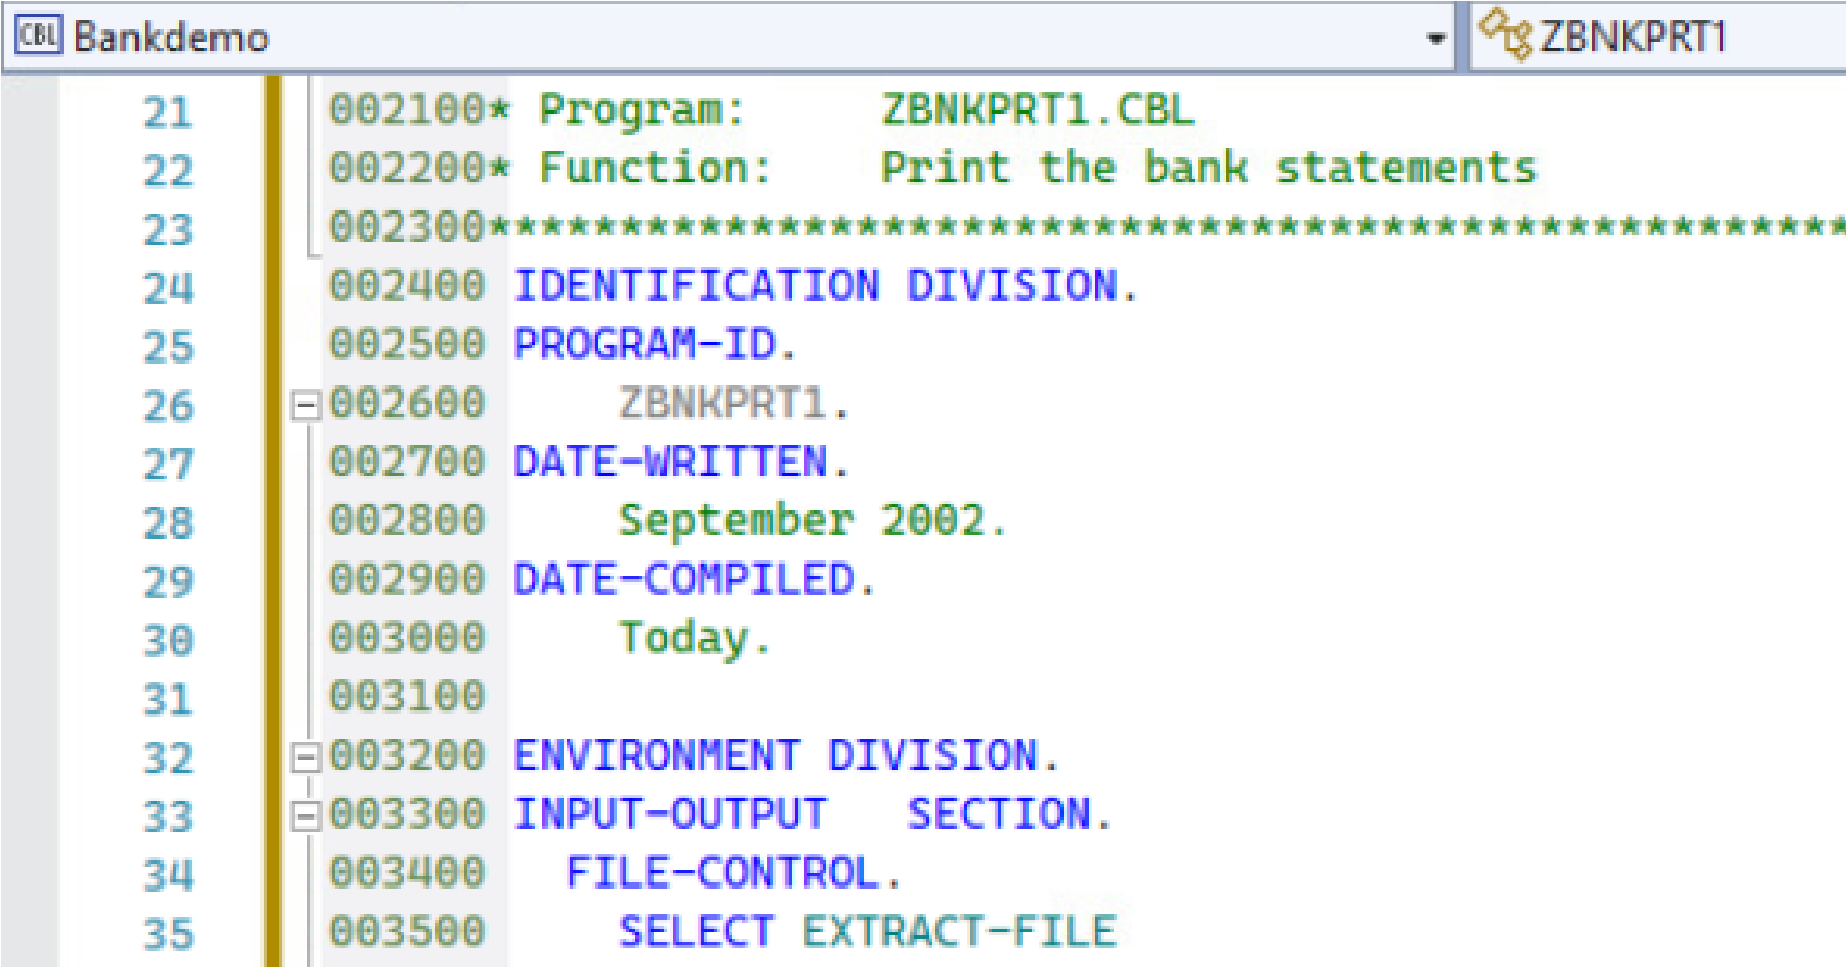 CBL Bankdemo ZBNKPRT1
21 002100* Program:    ZBNKPRT1.CBL
22 002200* Function:    Print the bank statements
23 002300****************************************************
24 002400 IDENTIFICATION DIVISION.
25 002500 PROGRAM-ID.
26 002600     ZBNKPRT1.
27 002700 DATE-WRITTEN.
28 002800     September 2002.
29 002900 DATE-COMPILED.
30 003000     Today.
31 003100
32 003200 ENVIRONMENT DIVISION.
33 003300 INPUT-OUTPUT   SECTION.
34 003400   FILE-CONTROL.
35 003500     SELECT EXTRACT-FILE